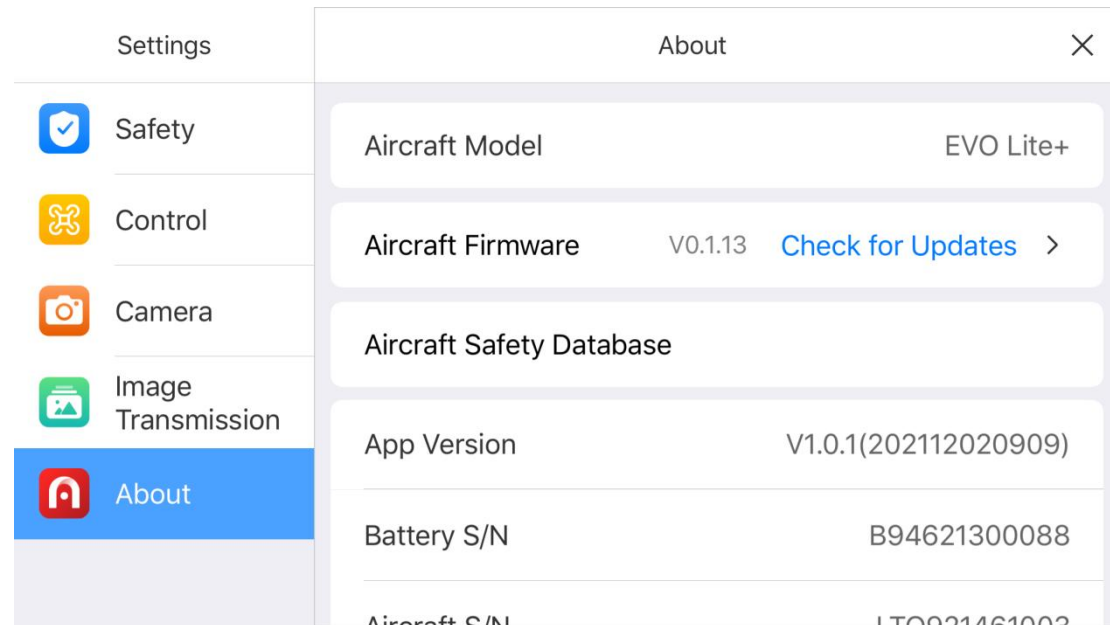 Settings
Safety
Control
Camera
Image
Transmission
About
About
Aircraft Model EVO Lite+
Aircraft Firmware V0.1.13 Check for Updates
Aircraft Safety Database
App Version V1.0.1(202112020909)
Battery S/N B94621300088
Aircraft S/N